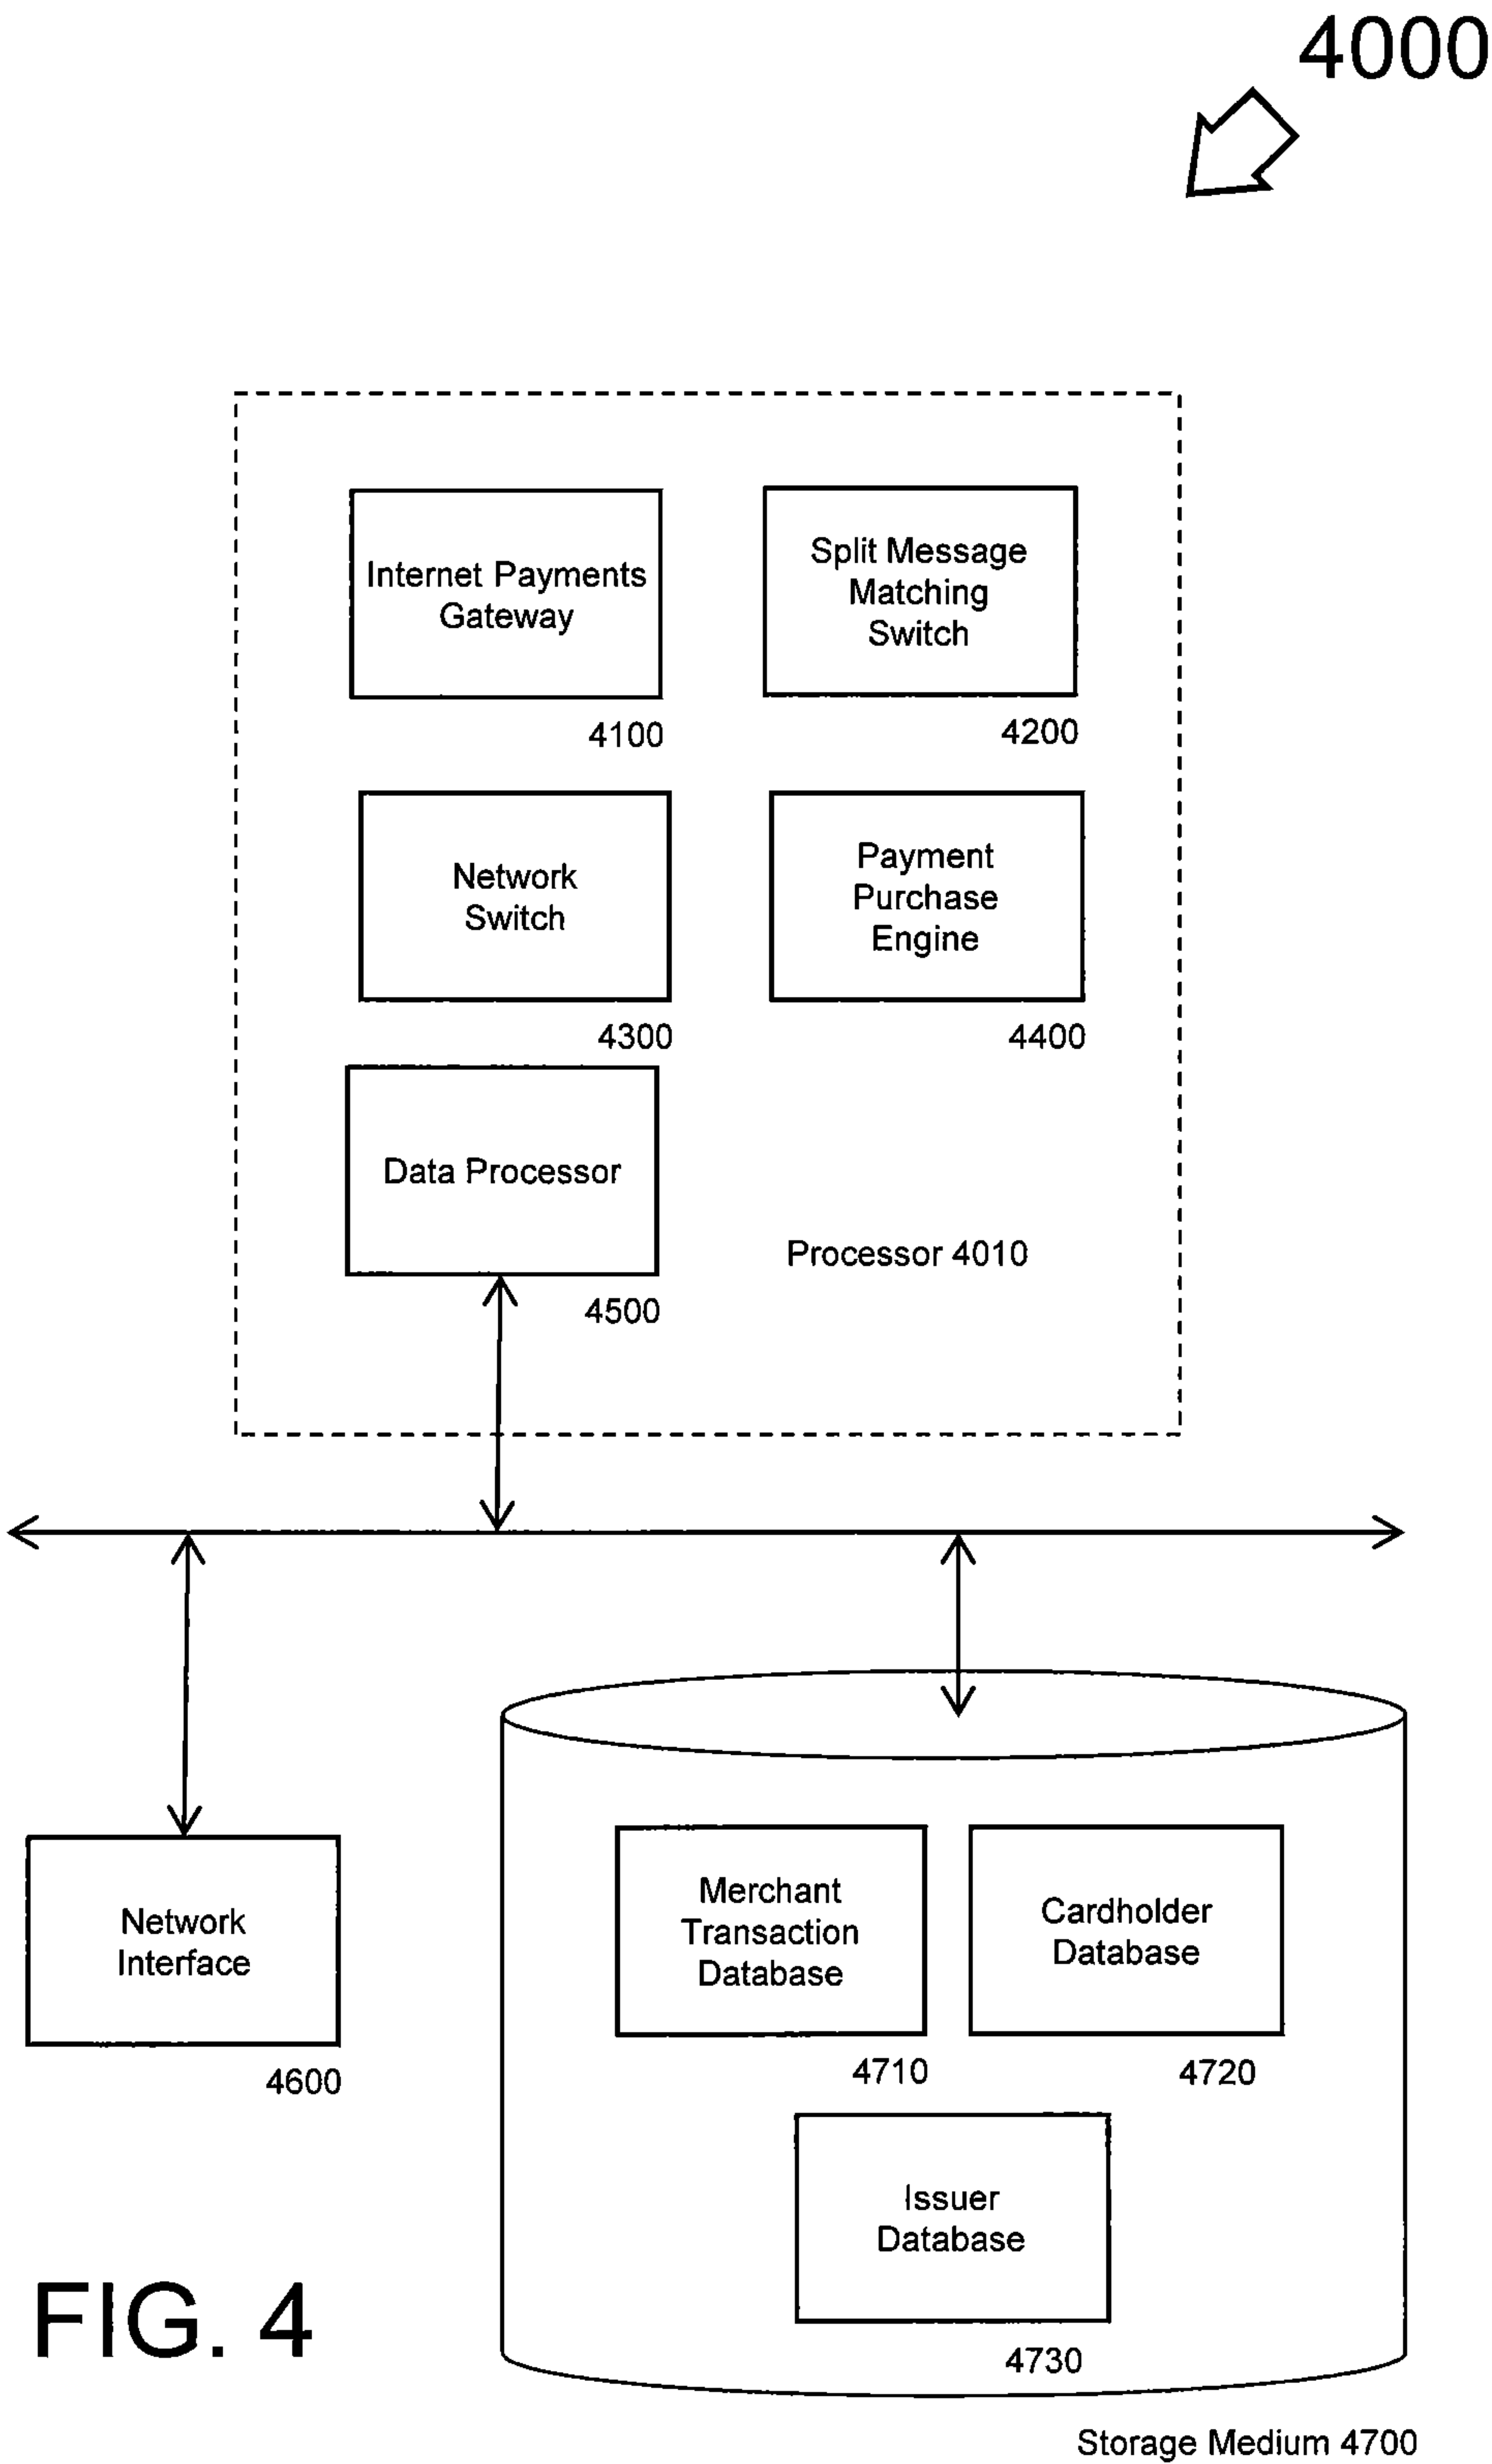 4000
Internet Payments
Gateway
4100
Split Message
Matching
Switch
4200
Network
Switch
4300
Payment
Purchase
Engine
4400
Data Processor
4500
Processor 4010
Network
Interface
4600
Merchant
Transaction
Database
4710
Cardholder
Database
4720
Issuer
Database
4730
Storage Medium 4700
FIG. 4